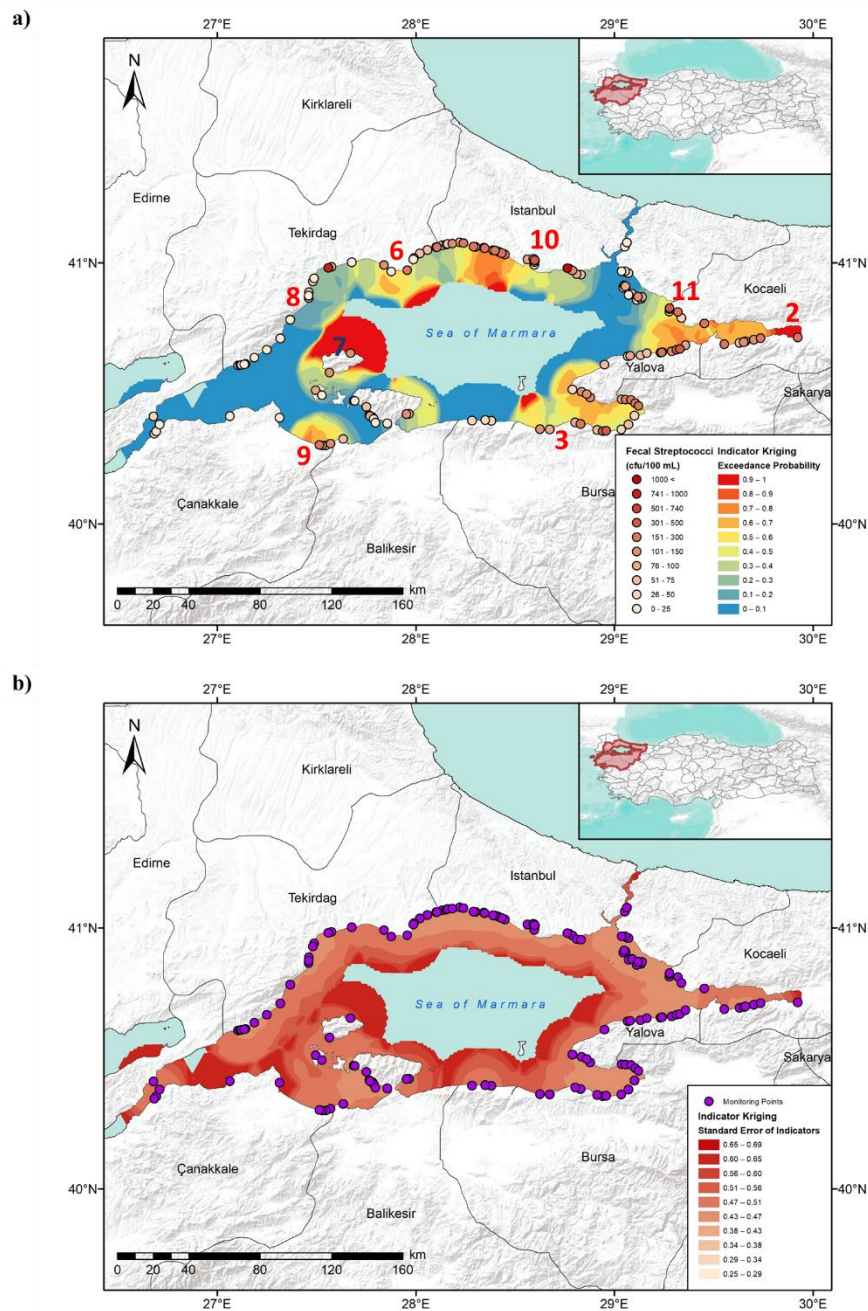 a)
27°E
28°E
29°E
30°E
N
Kirklareli
Edirne
Tekirdag
Istanbul
10
6
41°N
41°N
Kocaeli
11
8
2
Sea of Marmara
7
Yalova
Sakarya
3
9
Bursa
Çanakkale
40°N
40°N
Balikesir
Fecal Streptococci
(cfu/100 mL)
1000 <
741 - 1000
501 - 740
301 - 500
151 - 300
101 - 150
76 - 100
51 - 75
26 - 50
0 - 25
Indicator Kriging
Exceedance Probability
0.9 – 1
0.8 – 0.9
0.7 – 0.8
0.6 – 0.7
0.5 – 0.6
0.4 – 0.5
0.3 – 0.4
0.2 – 0.3
0.1 – 0.2
0 – 0.1
km
0 20 40 80 120 160
27°E
28°E
29°E
30°E
b)
27°E
28°E
29°E
30°E
N
Kirklareli
Edirne
Istanbul
Tekirdag
41°N
41°N
Kocaeli
Sea of Marmara
Yalova
Sakarya
Bursa
Çanakkale
40°N
40°N
Balikesir
Monitoring Points
Indicator Kriging
Standard Error of Indicators
0.65 – 0.69
0.60 – 0.65
0.56 – 0.60
0.51 – 0.56
0.47 – 0.51
0.43 – 0.47
0.38 – 0.43
0.34 – 0.38
0.29 – 0.34
0.25 – 0.29
km
0 20 40 80 120 160
27°E
28°E
29°E
30°E